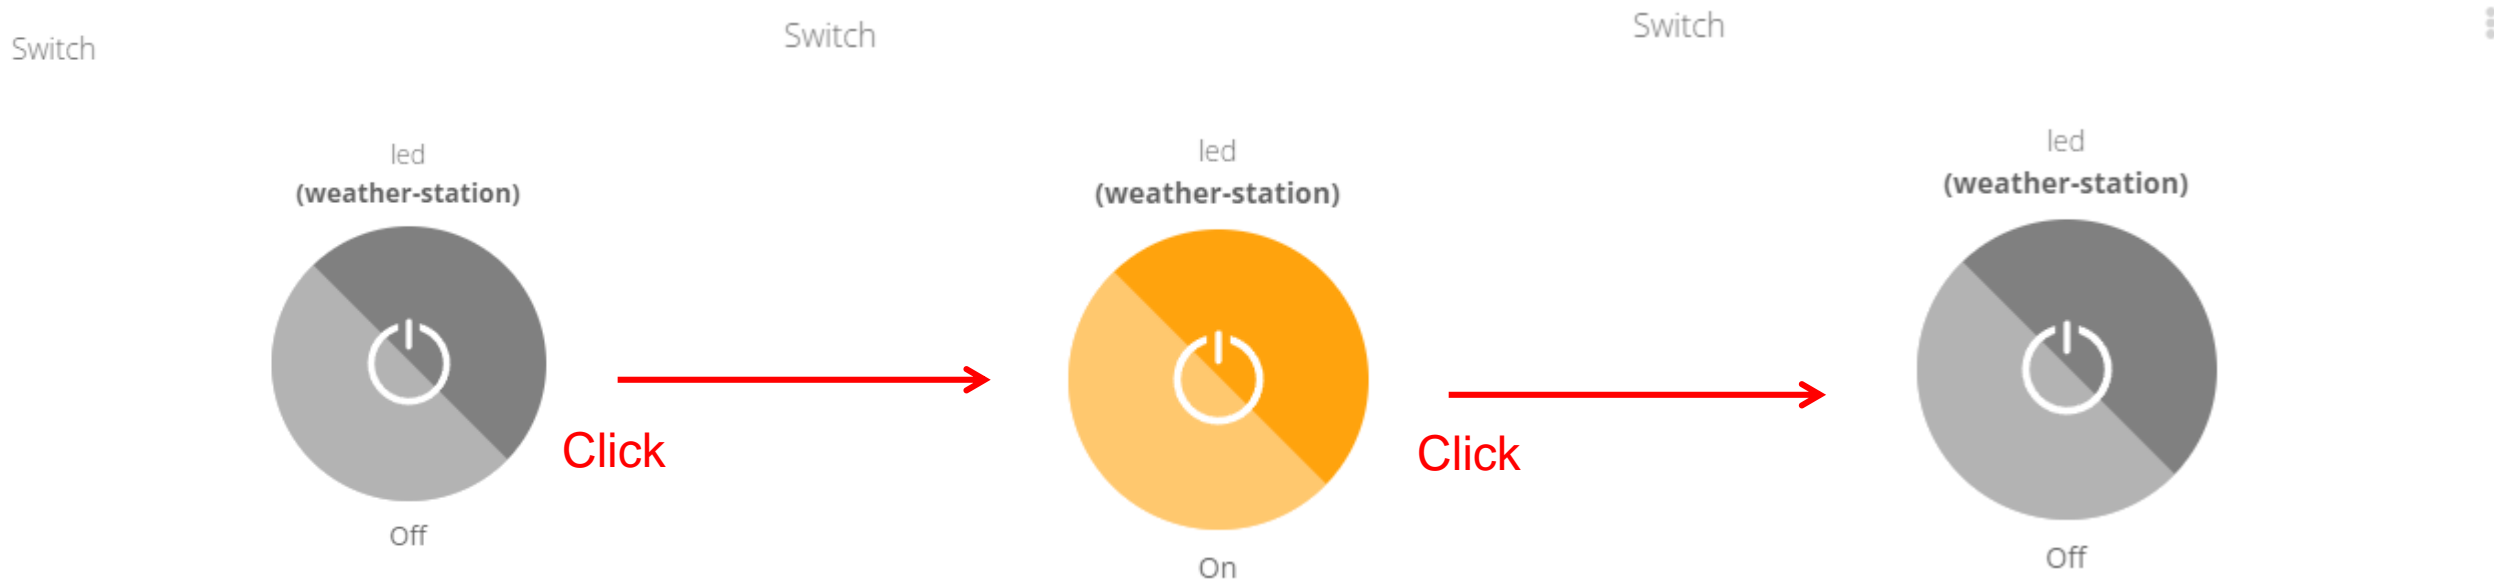 Switch
led
(weather-station)
Off
Click
Switch
led
(weather-station)
On
Click
Switch
led
(weather-station)
Off